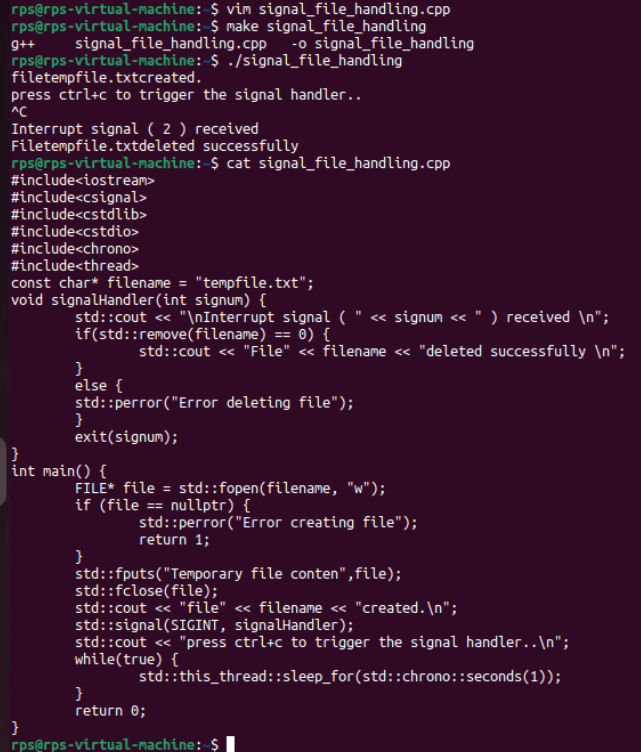 rps@rps-virtual-machine:~$ vim signal_file_handling.cpp
rps@rps-virtual-machine:~$ make signal_file_handling
g++     signal_file_handling.cpp   -o signal_file_handling
rps@rps-virtual-machine:~$ ./signal_file_handling
filetempfile.txtcreated.
press ctrl+c to trigger the signal handler..
^C
Interrupt signal ( 2 ) received
Filetempfile.txtdeleted successfully
rps@rps-virtual-machine:~$ cat signal_file_handling.cpp
#include<iostream>
#include<csignal>
#include<cstdlib>
#include<cstdio>
#include<chrono>
#include<thread>
const char* filename = "tempfile.txt";
void signalHandler(int signum) {
        std::cout << "\nInterrupt signal ( " << signum << " ) received \n";
        if(std::remove(filename) == 0) {
                std::cout << "File" << filename << "deleted successfully \n";
        }
        else {
        std::perror("Error deleting file");
        }
        exit(signum);
}
int main() {
        FILE* file = std::fopen(filename, "w");
        if (file == nullptr) {
                std::perror("Error creating file");
                return 1;
        }
        std::fputs("Temporary file conten",file);
        std::fclose(file);
        std::cout << "file" << filename << "created.\n";
        std::signal(SIGINT, signalHandler);
        std::cout << "press ctrl+c to trigger the signal handler..\n";
        while(true) {
                std::this_thread::sleep_for(std::chrono::seconds(1));
        }
        return 0;
}
rps@rps-virtual-machine:~$